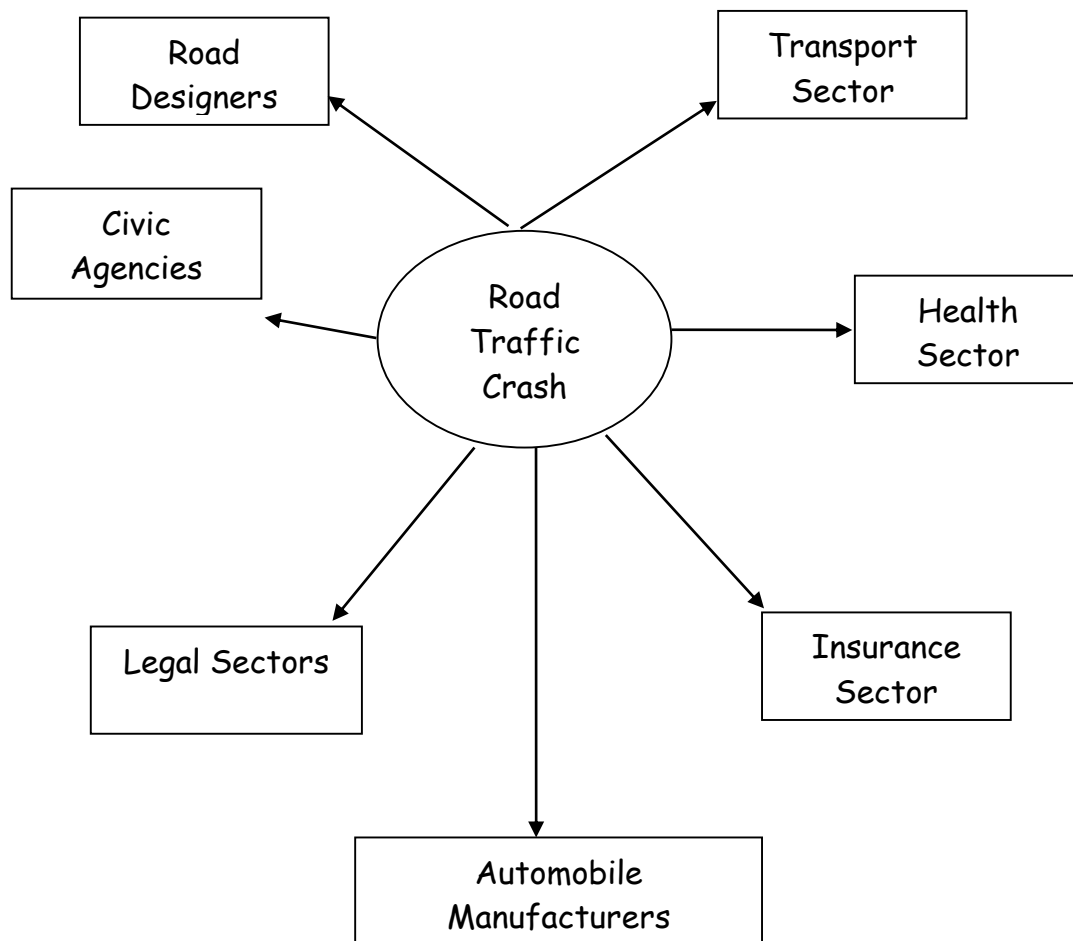 Road
Designers
Transport
Sector
Civic
Agencies
Road
Traffic
Crash
Health
Sector
Legal Sectors
Insurance
Sector
Automobile
Manufacturers